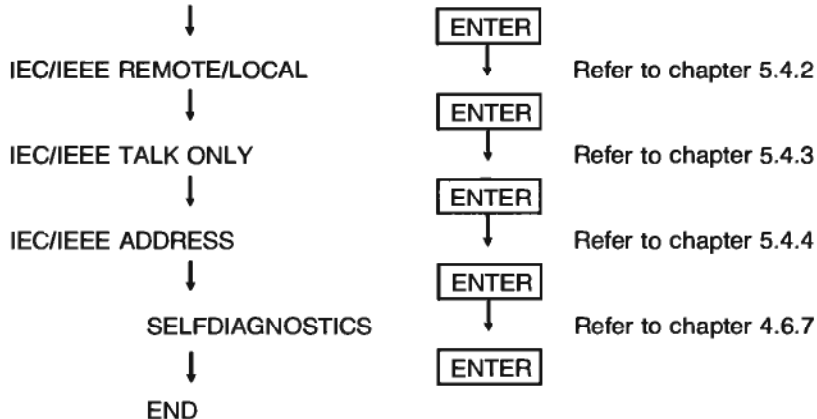 ENTER
IEC/IEEE REMOTE/LOCAL Refer to chapter 5.4.2
ENTER
IEC/IEEE TALK ONLY Refer to chapter 5.4.3
ENTER
IEC/IEEE ADDRESS Refer to chapter 5.4.4
ENTER
SELFDIAGNOSTICS Refer to chapter 4.6.7
ENTER
END